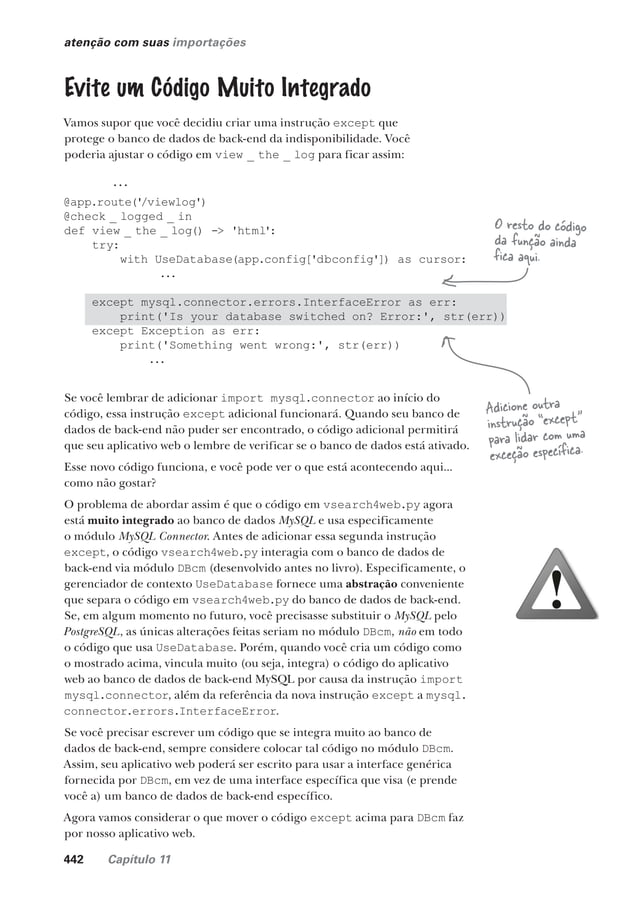 atenção com suas importações
Evite um Código Muito Integrado
Vamos supor que você decidiu criar uma instrução except que
protege o banco de dados de back-end da indisponibilidade. Você
poderia ajustar o código em view _ the _ log para ficar assim:
...
@app.route('/viewlog')
@check _ logged _ in
def view _ the _ log() -> 'html':
try:
with UseDatabase(app.config['dbconfig']) as cursor:
...
O resto do código
da função ainda
fica aqui.
except mysql.connector.errors.InterfaceError as err:
print('Is your database switched on? Error:', str(err))
except Exception as err:
print('Something went wrong:', str(err))
...
Adicione outra
instrução “except”
para lidar com uma
exceção específica.
Se você lembrar de adicionar import mysql.connector ao início do
código, essa instrução except adicional funcionará. Quando seu banco de
dados de back-end não puder ser encontrado, o código adicional permitirá
que seu aplicativo web o lembre de verificar se o banco de dados está ativado.
Esse novo código funciona, e você pode ver o que está acontecendo aqui...
como não gostar?
O problema de abordar assim é que o código em vsearch4web.py agora
está muito integrado ao banco de dados MySQL e usa especificamente
o módulo MySQL Connector. Antes de adicionar essa segunda instrução
except, o código vsearch4web.py interagia com o banco de dados de
back-end via módulo DBcm (desenvolvido antes no livro). Especificamente, o
gerenciador de contexto UseDatabase fornece uma abstração conveniente
que separa o código em vsearch4web.py do banco de dados de back-end.
Se, em algum momento no futuro, você precisasse substituir o MySQL pelo
PostgreSQL, as únicas alterações feitas seriam no módulo DBcm, não em todo
o código que usa UseDatabase. Porém, quando você cria um código como
o mostrado acima, vincula muito (ou seja, integra) o código do aplicativo
web ao banco de dados de back-end MySQL por causa da instrução import
mysql.connector, além da referência da nova instrução except a mysql.
connector.errors.InterfaceError.
Se você precisar escrever um código que se integra muito ao banco de
dados de back-end, sempre considere colocar tal código no módulo DBcm.
Assim, seu aplicativo web poderá ser escrito para usar a interface genérica
fornecida por DBcm, em vez de uma interface específica que visa (e prende
você a) um banco de dados de back-end específico.
Agora vamos considerar o que mover o código except acima para DBcm faz
por nosso aplicativo web.
442 Capítulo 11